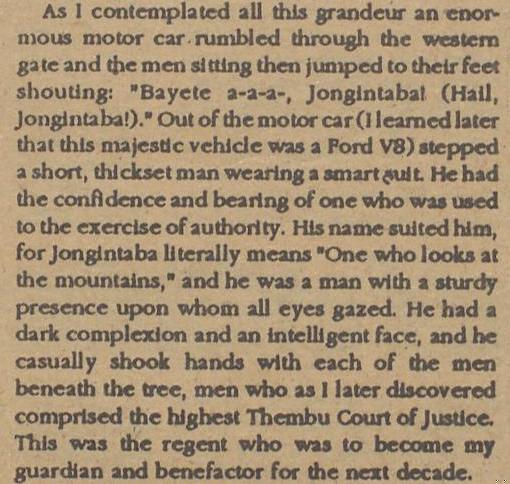 As I contemplated all this grandeur an enor-
mous motor car rumbled through the western
gate and the men sitting then jumped to their feet
shouting: "Bayete a-a-a-, Jongintaba! (Hail,
Jongintaba!)." Out of the motor car (I learned later
that this majestic vehicle was a Ford V8) stepped
a short, thickset man wearing a smart suit. He had
the confidence and bearing of one who was used
to the exercise of authority. His name suited him,
for Jongintaba literally means "One who looks at
the mountains," and he was a man with a sturdy
presence upon whom all eyes gazed. He had a
dark complexion and an intelligent face, and he
casually shook hands with each of the men
beneath the tree, men who as I later discovered
comprised the highest Thembu Court of Justice.
This was the regent who was to become my
guardian and benefactor for the next decade.